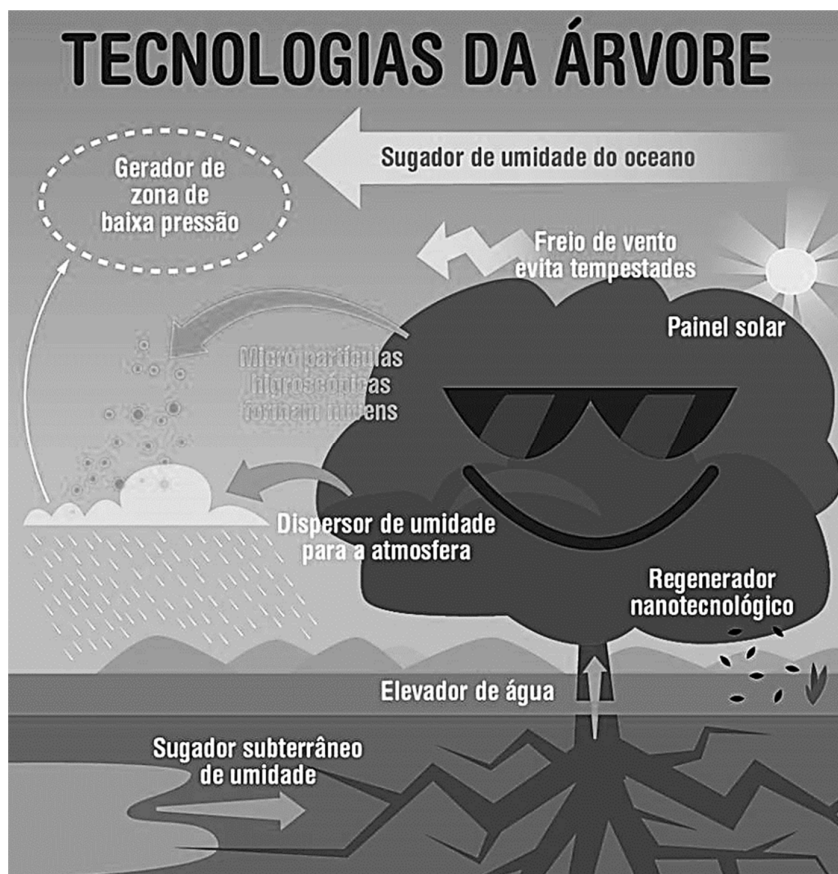 TECNOLOGIAS DA ÁRVORE
Sugador de umidade do oceano
Gerador de
zona de
baixa pressão
Freio de vento
evita tempestades
Painel solar
Micro partículas
higroscópicas
formam nuvens
Dispersor de umidade
para a atmosfera
Regenerador
nanotecnológico
Elevador de água
Sugador subterrâneo
de umidade